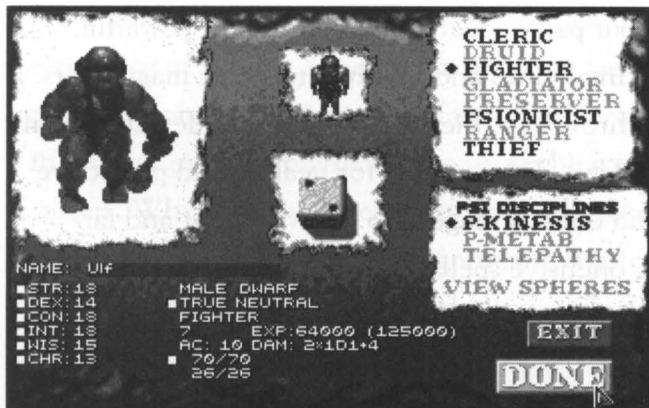 CLERIC
DRUID
FIGHTER
GLADIATOR
PRESERVER
PSIONICIST
RANGER
THIEF
PSI DISCIPLINES
P-KINESIS
P-METAB
TELEPATHY
VIEW SPHERES
NAME: Ulf
STR:18
DEX:14
CON:18
INT:18
WIS:15
CHR:13
MALE DWARF
TRUE NEUTRAL
FIGHTER
7 EXP:64000 (125000)
AC: 10 DAM: 2×1D1+4
70/70
26/26
EXIT
DONE